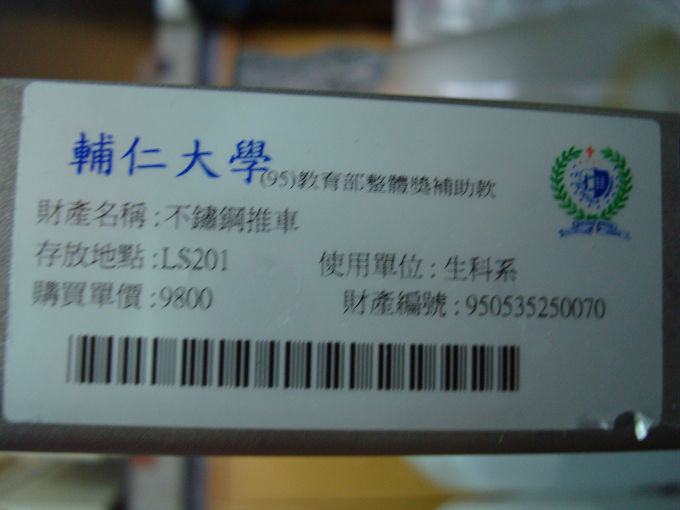 輔仁大學(95)教育部整體獎補助款
財產名稱:不鏽鋼推車
存放地點:LS201 使用單位:生科系
購買單價:9800 財產編號:950535250070